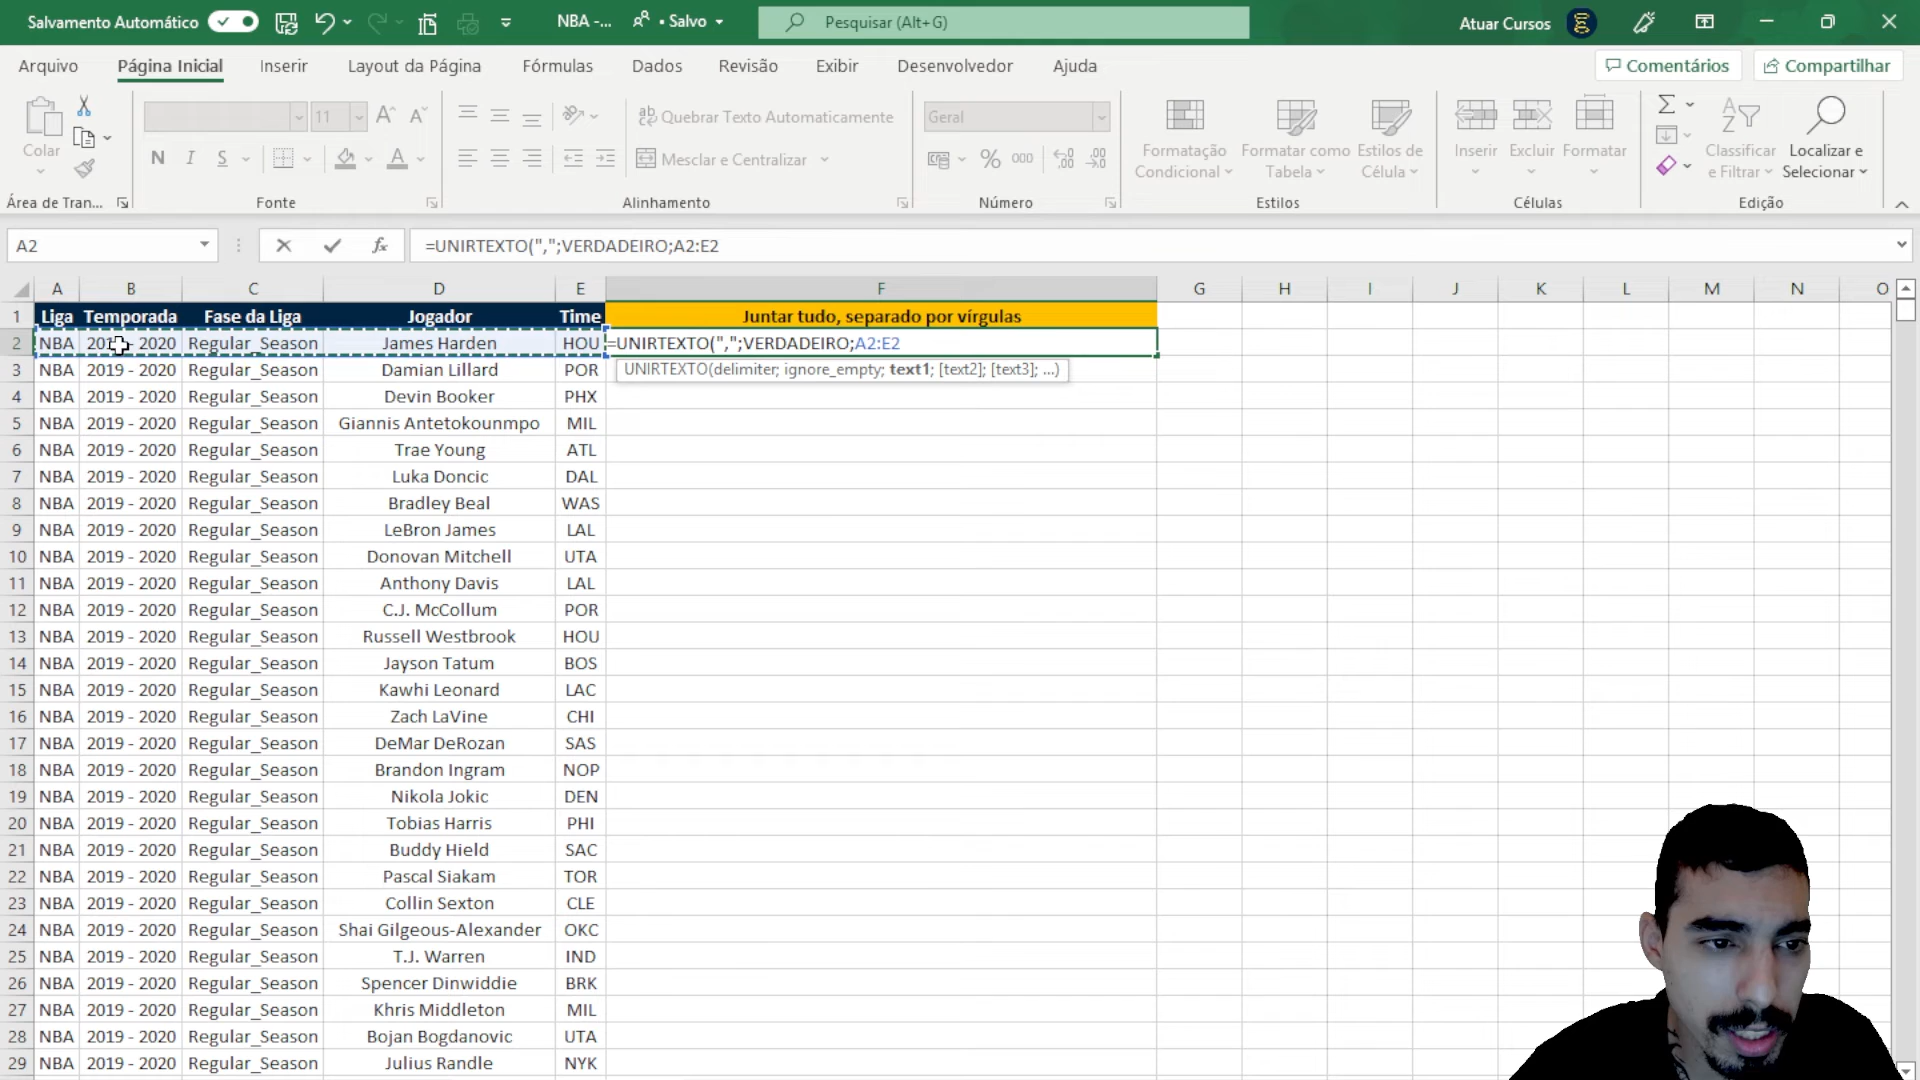 Salvamento Automático
NBA -... • Salvo
Pesquisar (Alt+G)
Atuar Cursos
Arquivo Página Inicial Inserir Layout da Página Fórmulas Dados Revisão Exibir Desenvolvedor Ajuda
Comentários Compartilhar
Colar
11
N I S
ab Quebrar Texto Automaticamente
Mesclar e Centralizar
Geral
% 000
Formatação Condicional
Formatar como Tabela
Estilos de Célula
Inserir Excluir Formatar
Classificar e Filtrar
Localizar e Selecionar
Área de Tran... Fonte Alinhamento Número Estilos Células Edição
A2 fx =UNIRTEXTO(",";VERDADEIRO;A2:E2
A B C D E F G H I J K L M N O
1 Liga Temporada Fase da Liga Jogador Time Juntar tudo, separado por vírgulas
2 NBA 2019 - 2020 Regular_Season James Harden HOU =UNIRTEXTO(",";VERDADEIRO;A2:E2
UNIRTEXTO(delimiter; ignore_empty; text1; [text2]; [text3]; ...)
3 NBA 2019 - 2020 Regular_Season Damian Lillard POR
4 NBA 2019 - 2020 Regular_Season Devin Booker PHX
5 NBA 2019 - 2020 Regular_Season Giannis Antetokounmpo MIL
6 NBA 2019 - 2020 Regular_Season Trae Young ATL
7 NBA 2019 - 2020 Regular_Season Luka Doncic DAL
8 NBA 2019 - 2020 Regular_Season Bradley Beal WAS
9 NBA 2019 - 2020 Regular_Season LeBron James LAL
10 NBA 2019 - 2020 Regular_Season Donovan Mitchell UTA
11 NBA 2019 - 2020 Regular_Season Anthony Davis LAL
12 NBA 2019 - 2020 Regular_Season C.J. McCollum POR
13 NBA 2019 - 2020 Regular_Season Russell Westbrook HOU
14 NBA 2019 - 2020 Regular_Season Jayson Tatum BOS
15 NBA 2019 - 2020 Regular_Season Kawhi Leonard LAC
16 NBA 2019 - 2020 Regular_Season Zach LaVine CHI
17 NBA 2019 - 2020 Regular_Season DeMar DeRozan SAS
18 NBA 2019 - 2020 Regular_Season Brandon Ingram NOP
19 NBA 2019 - 2020 Regular_Season Nikola Jokic DEN
20 NBA 2019 - 2020 Regular_Season Tobias Harris PHI
21 NBA 2019 - 2020 Regular_Season Buddy Hield SAC
22 NBA 2019 - 2020 Regular_Season Pascal Siakam TOR
23 NBA 2019 - 2020 Regular_Season Collin Sexton CLE
24 NBA 2019 - 2020 Regular_Season Shai Gilgeous-Alexander OKC
25 NBA 2019 - 2020 Regular_Season T.J. Warren IND
26 NBA 2019 - 2020 Regular_Season Spencer Dinwiddie BRK
27 NBA 2019 - 2020 Regular_Season Khris Middleton MIL
28 NBA 2019 - 2020 Regular_Season Bojan Bogdanovic UTA
29 NBA 2019 - 2020 Regular_Season Julius Randle NYK